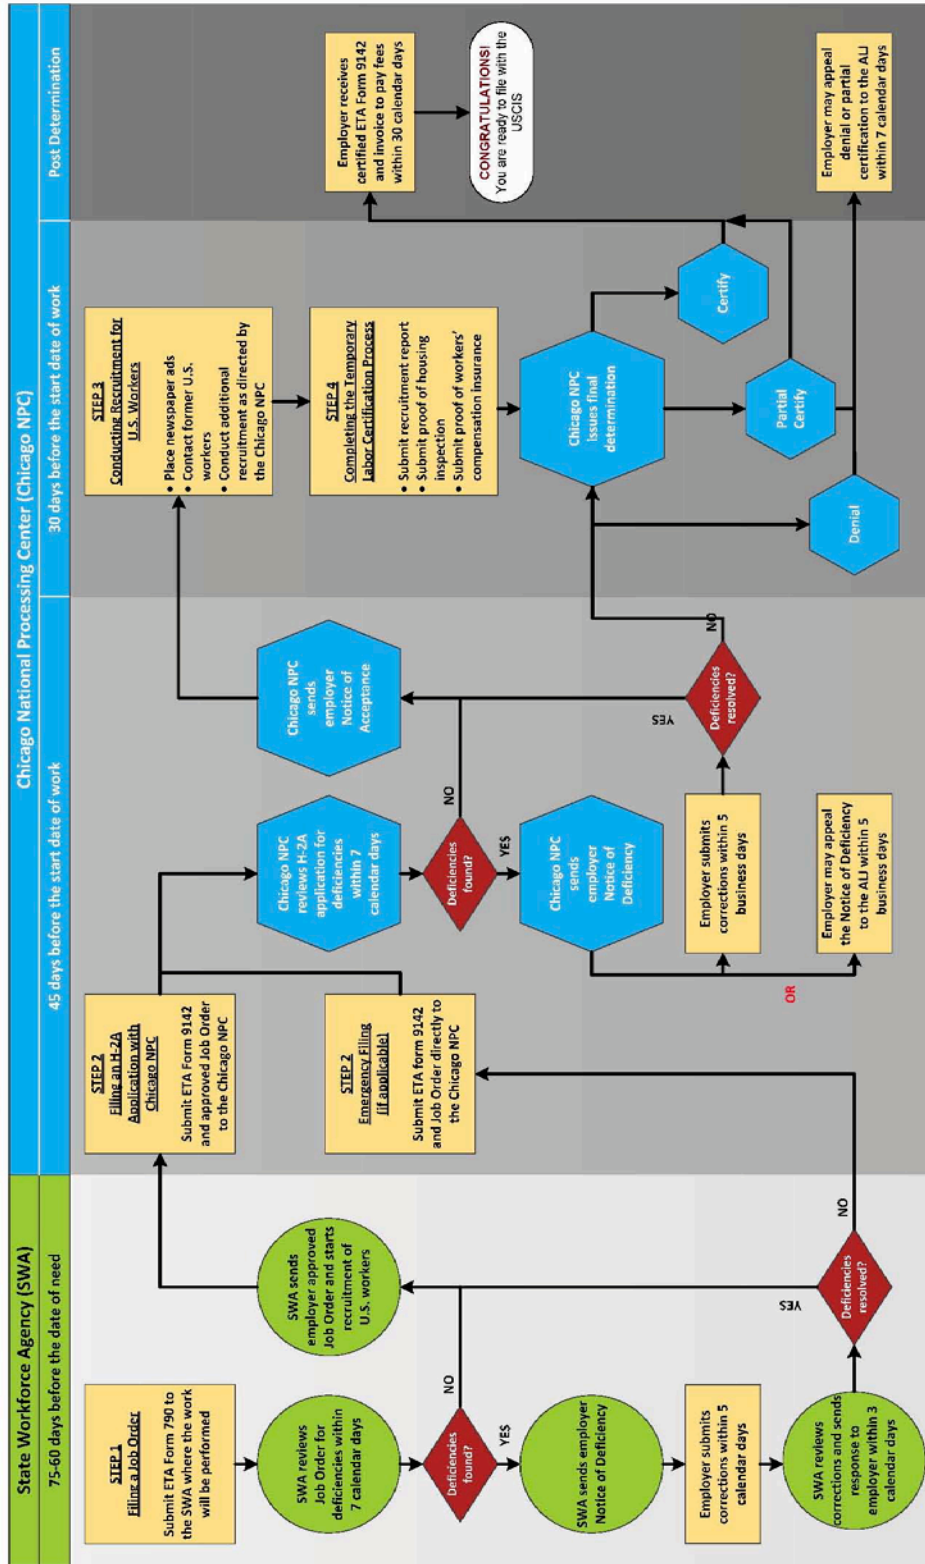 State Workforce Agency (SWA)
75-60 days before the date of need
Chicago National Processing Center (Chicago NPC)
45 days before the start date of work
30 days before the start date of work
Post Determination
STEP 1
Filing a Job Order
Submit ETA Form 790 to
the SWA where the work
will be performed
SWA reviews
Job Order for
deficiencies within
7 calendar days
Deficiencies
found?
NO
YES
SWA sends
employer approved
Job Order and starts
recruitment of
U.S. workers
SWA sends employer
Notice of Deficiency
Employer submits
corrections within 5
calendar days
SWA reviews
corrections and sends
response to
employer within 3
calendar days
Deficiencies
resolved?
YES
NO
STEP 2
Filing an H-2A
Application with
Chicago NPC
Submit ETA Form 9142
and approved Job Order
to the Chicago NPC
STEP 2
Emergency Filing
(if applicable)
Submit ETA form 9142
and Job Order directly to
the Chicago NPC
Chicago NPC
reviews H-2A
application for
deficiencies
within 7
calendar days
Deficiencies
found?
NO
YES
Chicago NPC
sends
employer
Notice of
Acceptance
Chicago NPC
sends
employer
Notice of
Deficiency
Employer submits
corrections within 5
business days
OR
Employer may appeal
the Notice of Deficiency
to the ALJ within 5
business days
Deficiencies
resolved?
YES
NO
STEP 3
Conducting Recruitment for
U.S. Workers
• Place newspaper ads
• Contact former U.S.
workers
• Conduct additional
recruitment as directed by
the Chicago NPC
STEP 4
Completing the Temporary
Labor Certification Process
• Submit recruitment report
• Submit proof of housing
inspection
• Submit proof of workers'
compensation insurance
Chicago NPC
issues final
determination
Certify
Partial
Certify
Denial
Employer receives
certified ETA Form 9142
and invoice to pay fees
within 30 calendar days
CONGRATULATIONS!
You are ready to file with the
USCIS
Employer may appeal
denial or partial
certification to the ALJ
within 7 calendar days